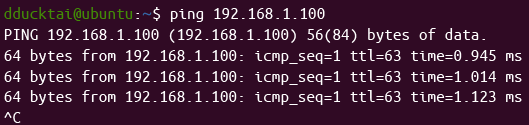 dducktai@ubuntu:~$ ping 192.168.1.100
PING 192.168.1.100 (192.168.1.100) 56(84) bytes of data.
64 bytes from 192.168.1.100: icmp_seq=1 ttl=63 time=0.945 ms
64 bytes from 192.168.1.100: icmp_seq=1 ttl=63 time=1.014 ms
64 bytes from 192.168.1.100: icmp_seq=1 ttl=63 time=1.123 ms
^C